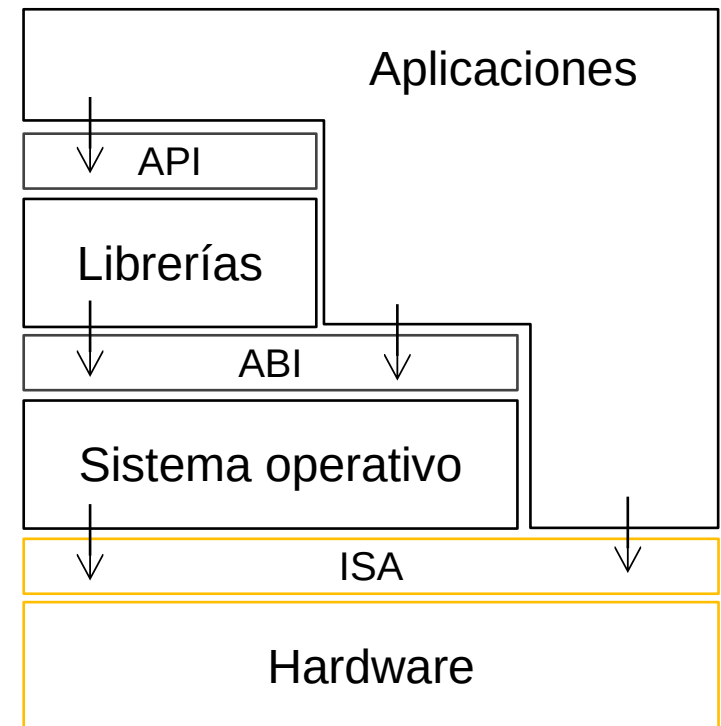 Aplicaciones
API
Librerías
ABI
Sistema operativo
ISA
Hardware